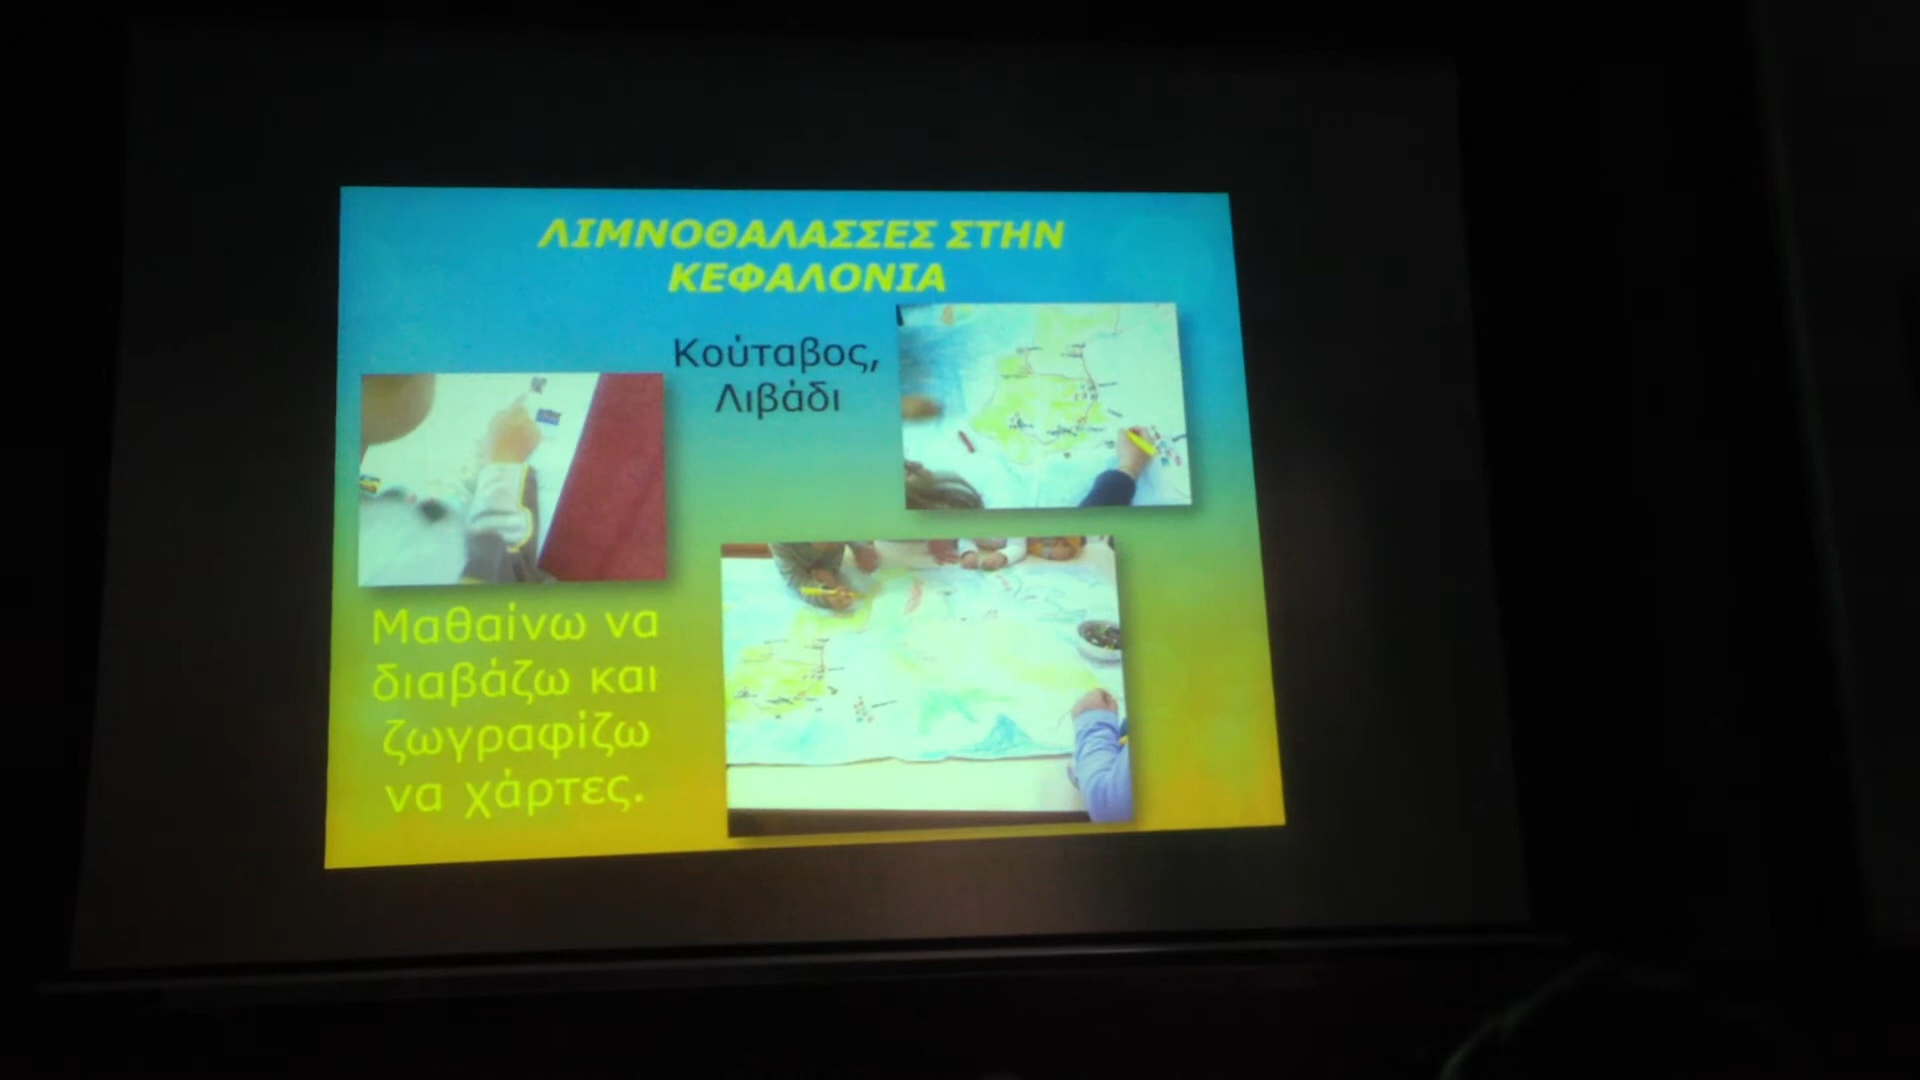 ΛΙΜΝΟΘΑΛΑΣΣΕΣ ΣΤΗΝ
ΚΕΦΑΛΟΝΙΑ
Κούταβος,
Λιβάδι
Μαθαίνω να
διαβάζω και
ζωγραφίζω
να χάρτες.